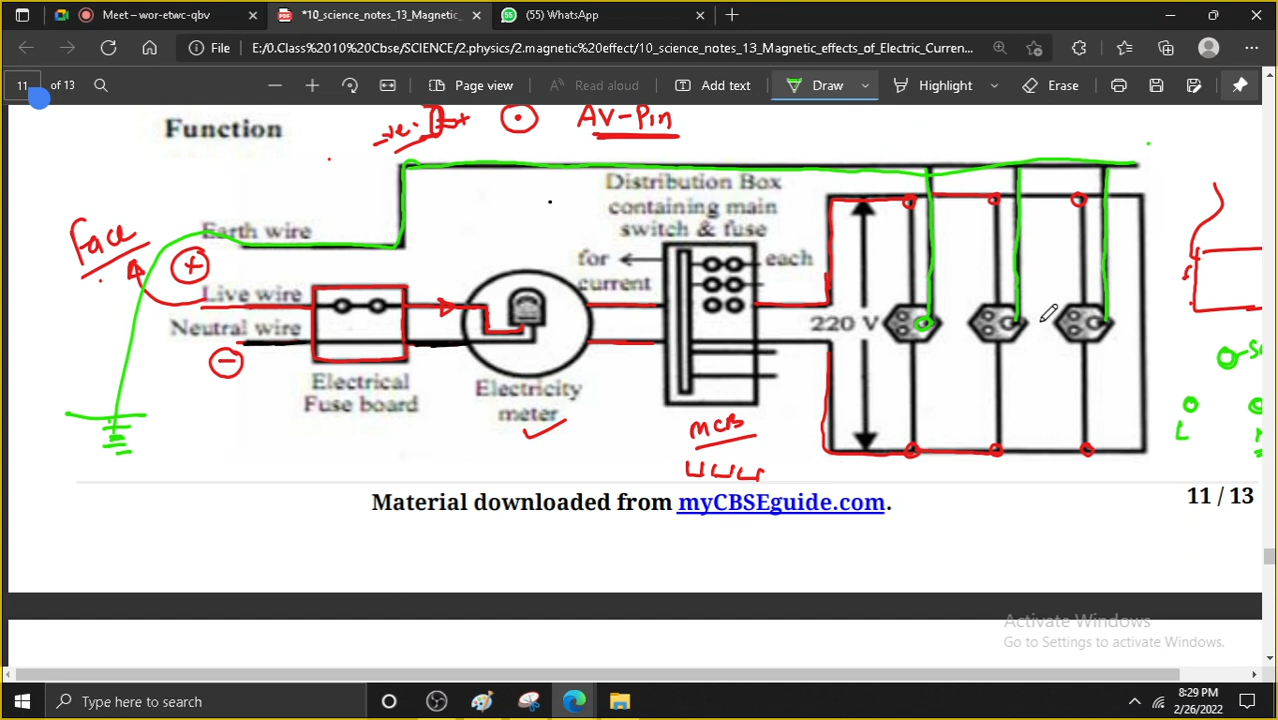 Meet – wor-etwc-qbv
*10_science_notes_13_Magnetic_
(55) WhatsApp
File
E:/0.Class%2010%20Cbse/SCIENCE/2.physics/2.magnetic%20effect/10_science_notes_13_Magnetic_effects_of_Electric_Curren...
11 of 13
Page view
Read aloud
Add text
Draw
Highlight
Erase
AV-Pin
Function
Distribution Box
containing main
switch & fuse
Earth wire
Face
for
each
current
Live wire
Neutral wire
220 V
Electrical
Fuse board
Electricity
meter
MCB
L
Material downloaded from myCBSEguide.com.
11 / 13
Activate Windows
Go to Settings to activate Windows.
Type here to search
8:29 PM
2/26/2022